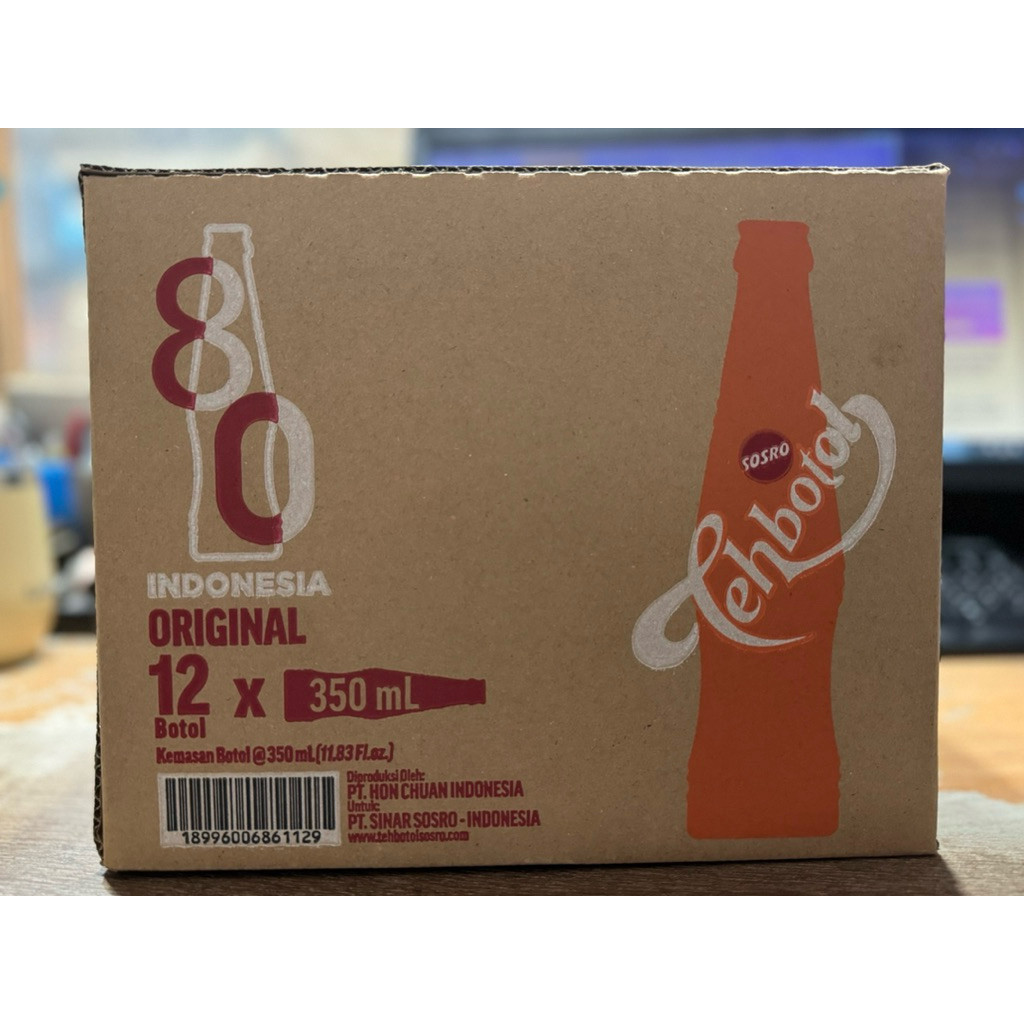 80
INDONESIA
ORIGINAL
12 x 350 mL
Botol
Kemasan Botol @ 350 mL (11.83 Fl.oz.)
18996006861129
Diproduksi Oleh:
PT. HON CHUAN INDONESIA
Untuk:
PT. SINAR SOSRO - INDONESIA
www.tehbotolsosro.com
SOSRO
Tehbotol